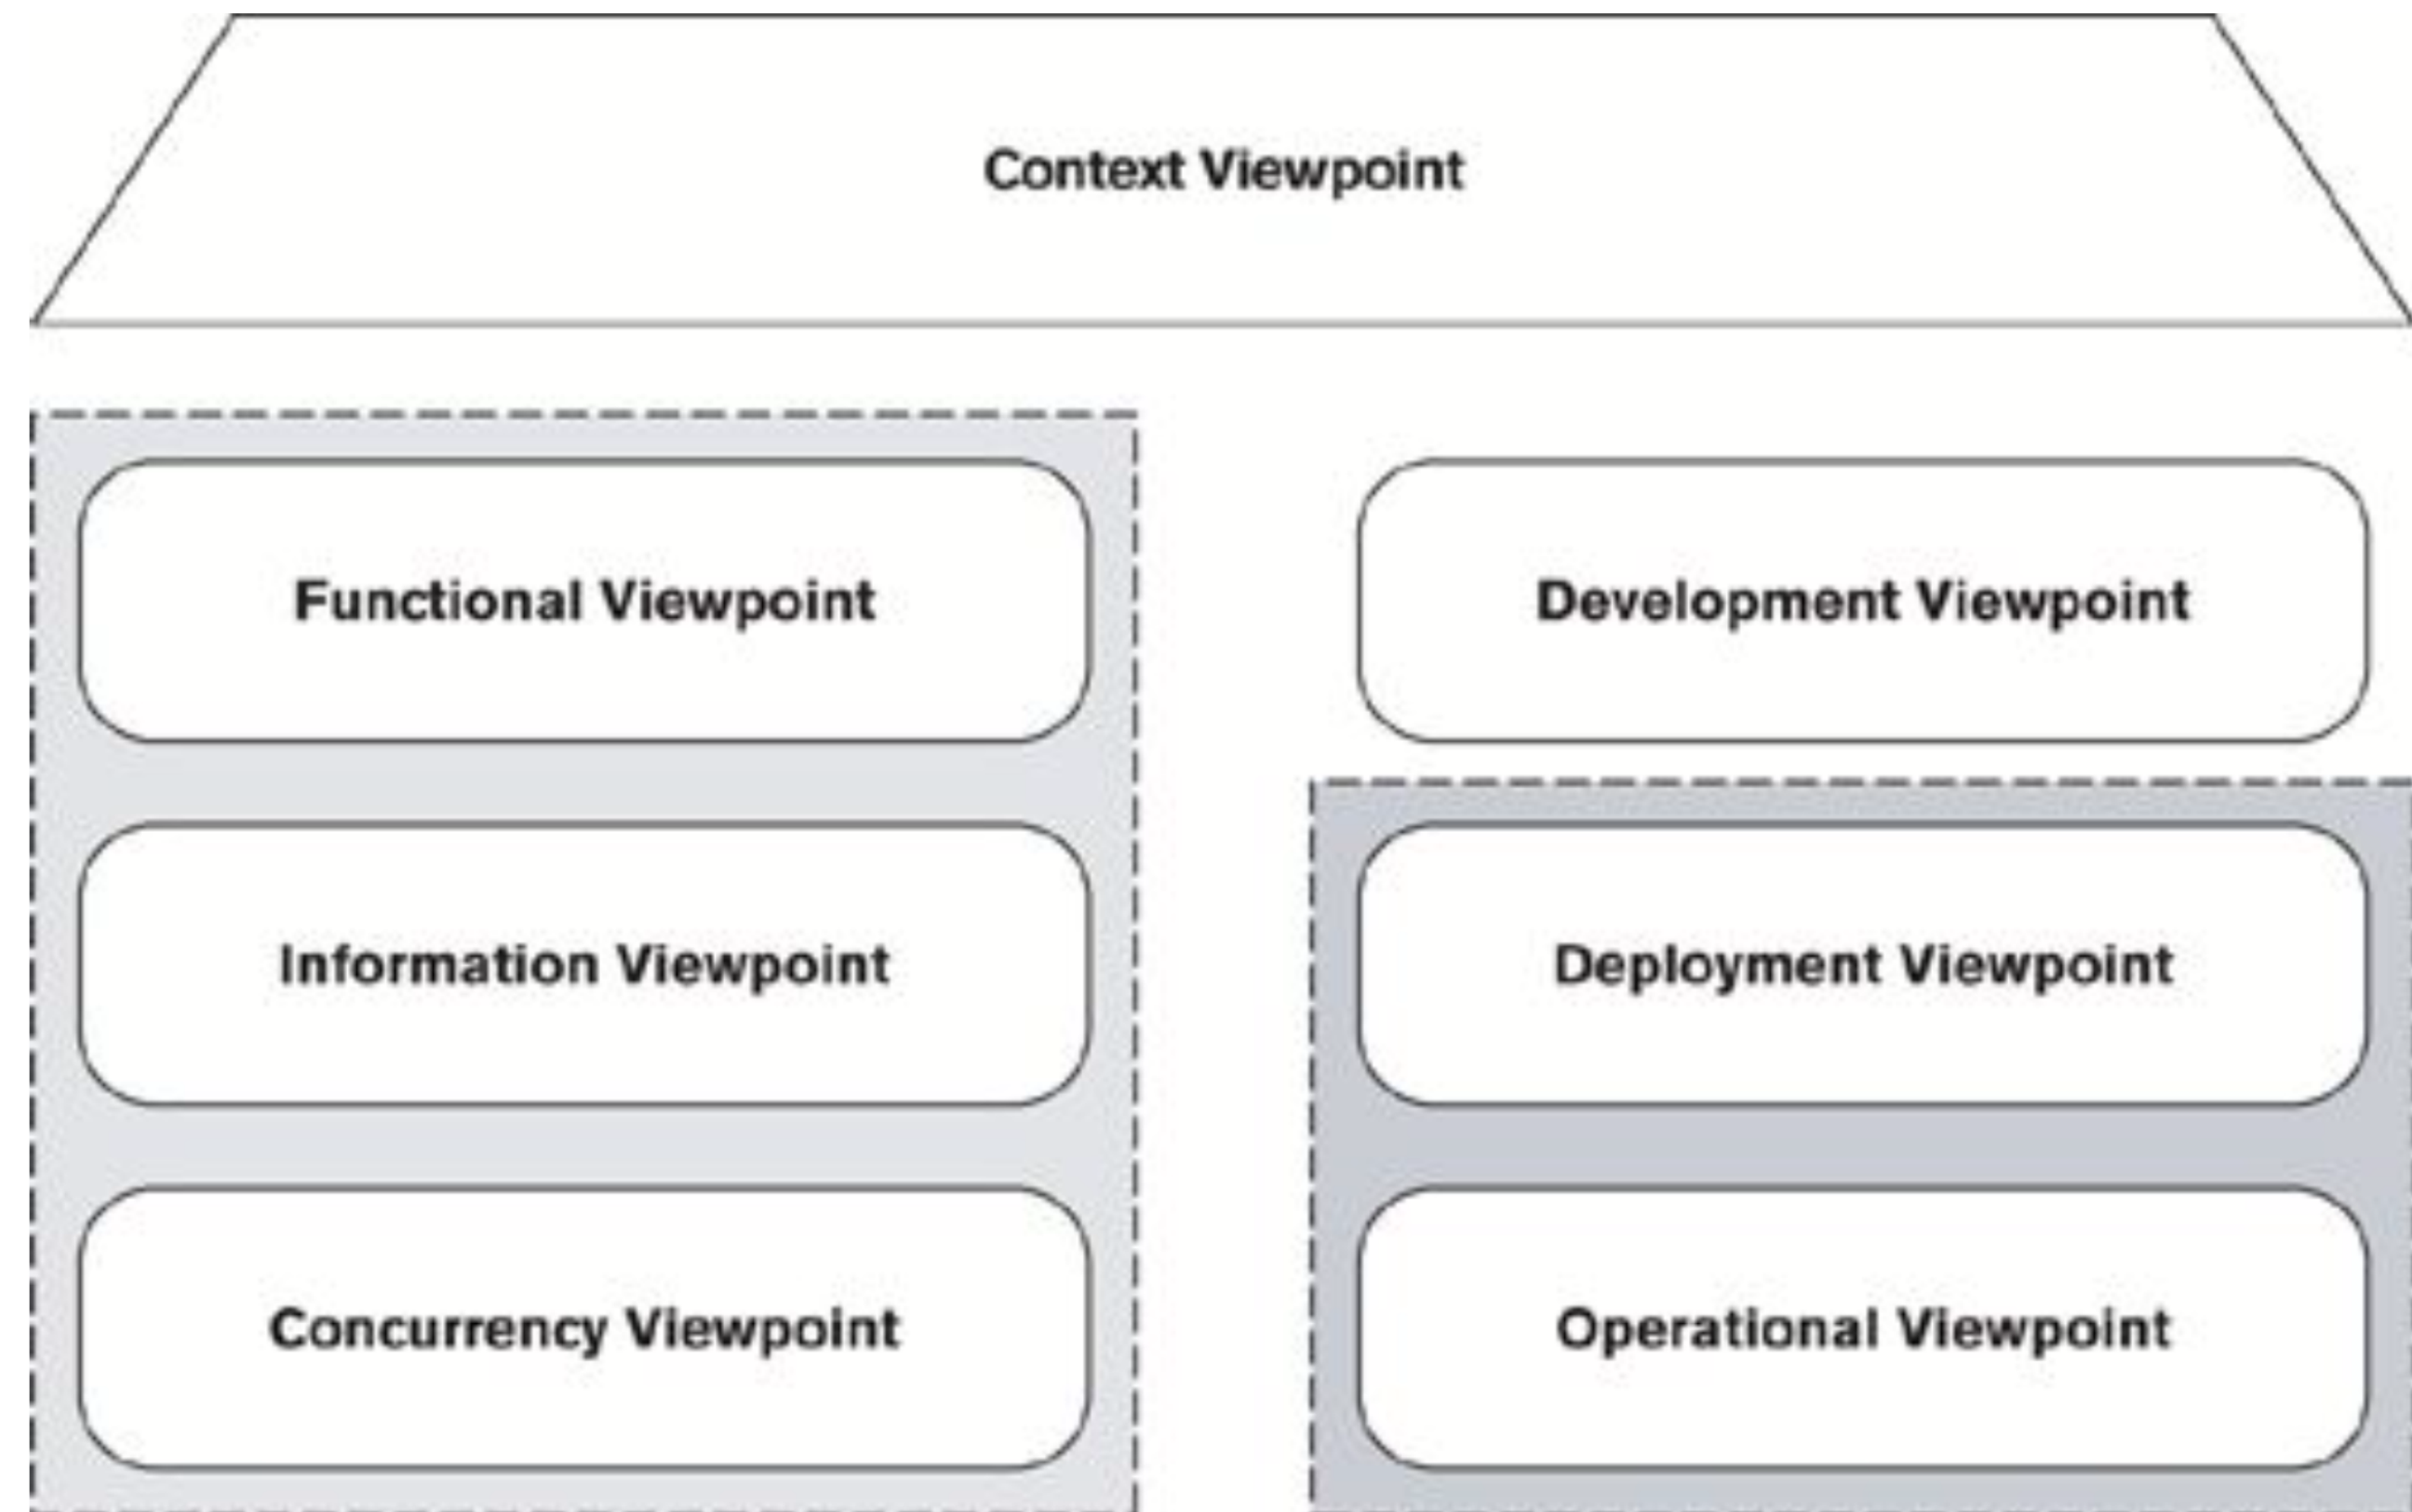 Context Viewpoint
Functional Viewpoint
Development Viewpoint
Information Viewpoint
Deployment Viewpoint
Concurrency Viewpoint
Operational Viewpoint